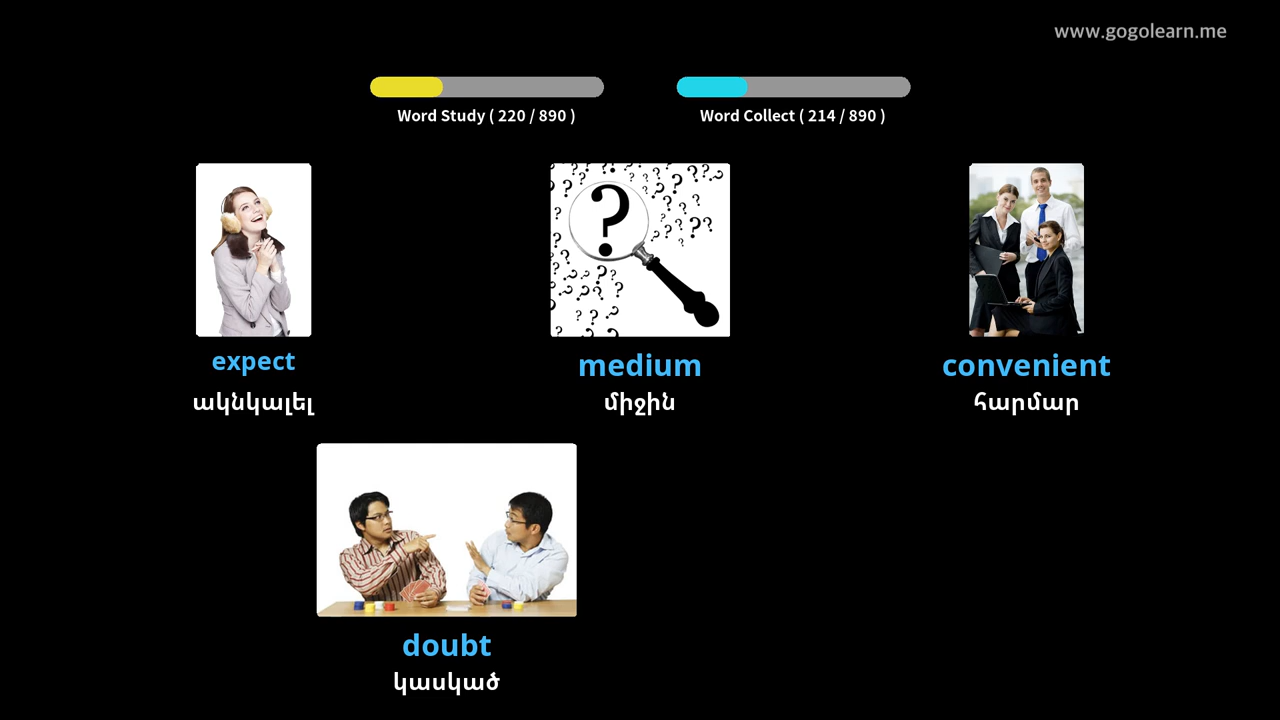 www.gogolearn.me
Word Study ( 220 / 890 )
Word Collect ( 214 / 890 )
expect
ակնկալել
medium
միջին
convenient
հարմար
doubt
կասկած